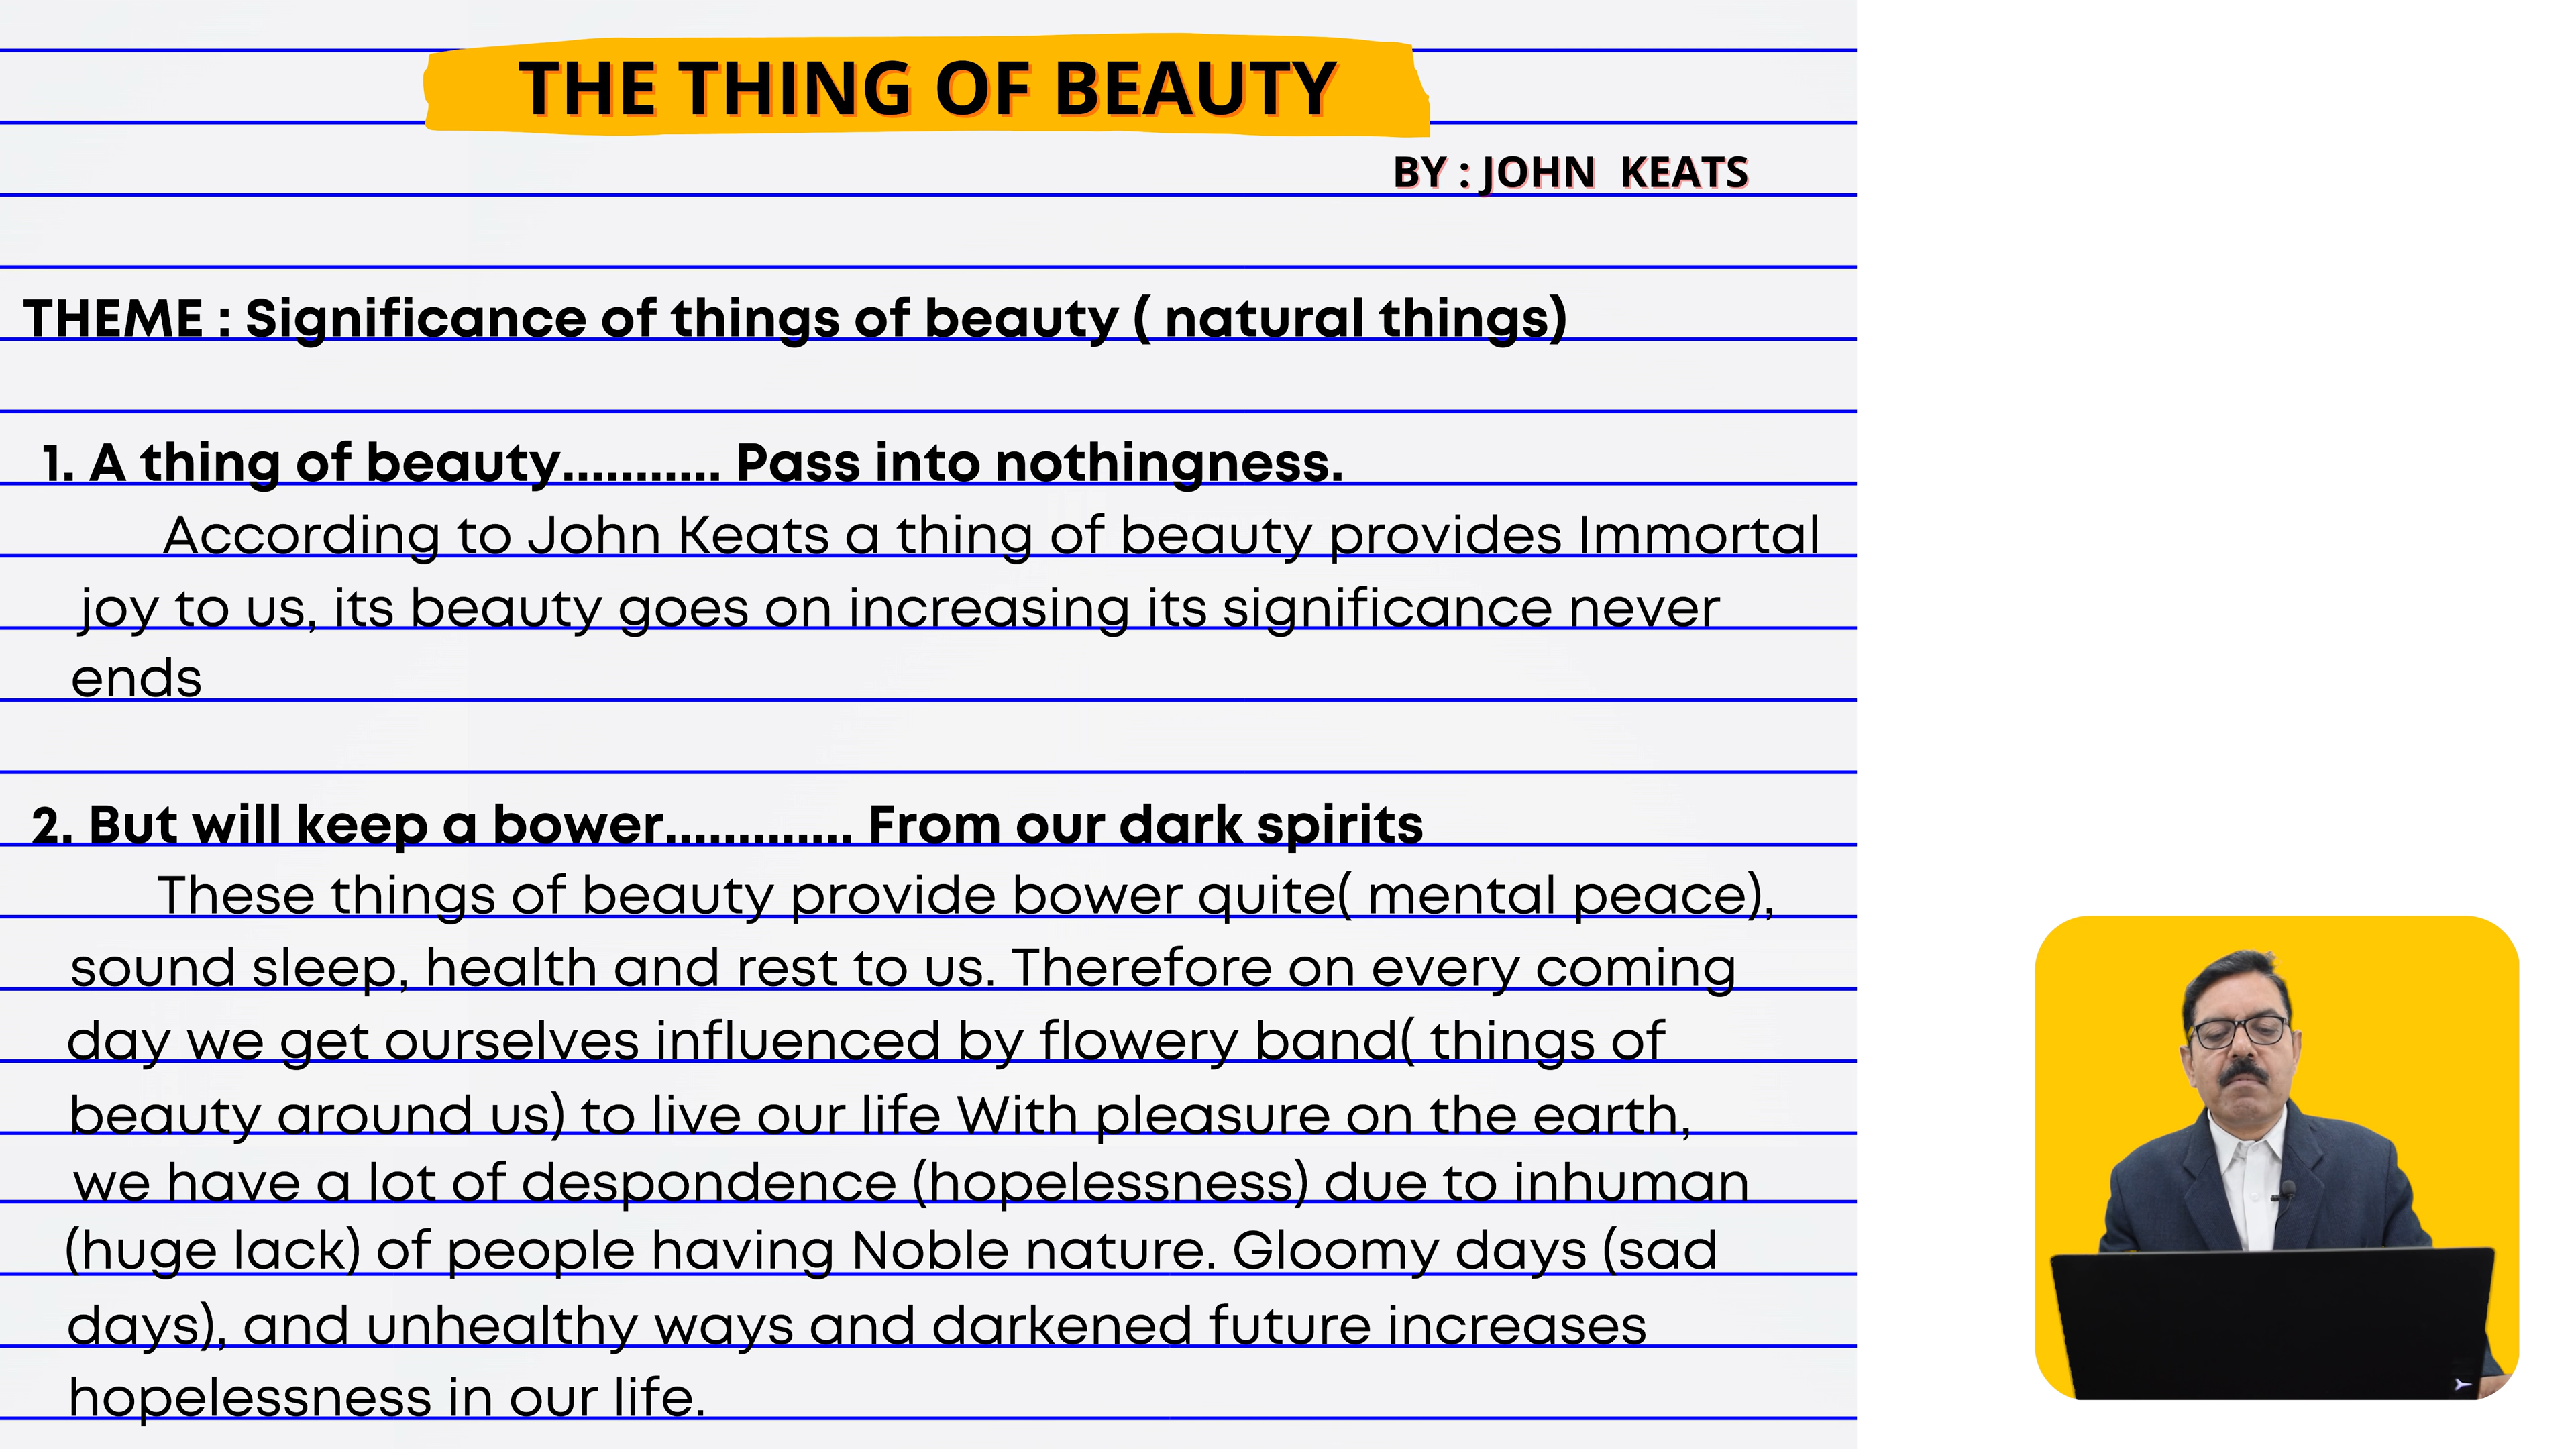 THE THING OF BEAUTY
BY : JOHN KEATS
THEME : Significance of things of beauty ( natural things)
1. A thing of beauty........... Pass into nothingness.
According to John Keats a thing of beauty provides Immortal
joy to us, its beauty goes on increasing its significance never
ends
2. But will keep a bower............. From our dark spirits
These things of beauty provide bower quite( mental peace),
sound sleep, health and rest to us. Therefore on every coming
day we get ourselves influenced by flowery band( things of
beauty around us) to live our life With pleasure on the earth,
we have a lot of despondence (hopelessness) due to inhuman
(huge lack) of people having Noble nature. Gloomy days (sad
days), and unhealthy ways and darkened future increases
hopelessness in our life.